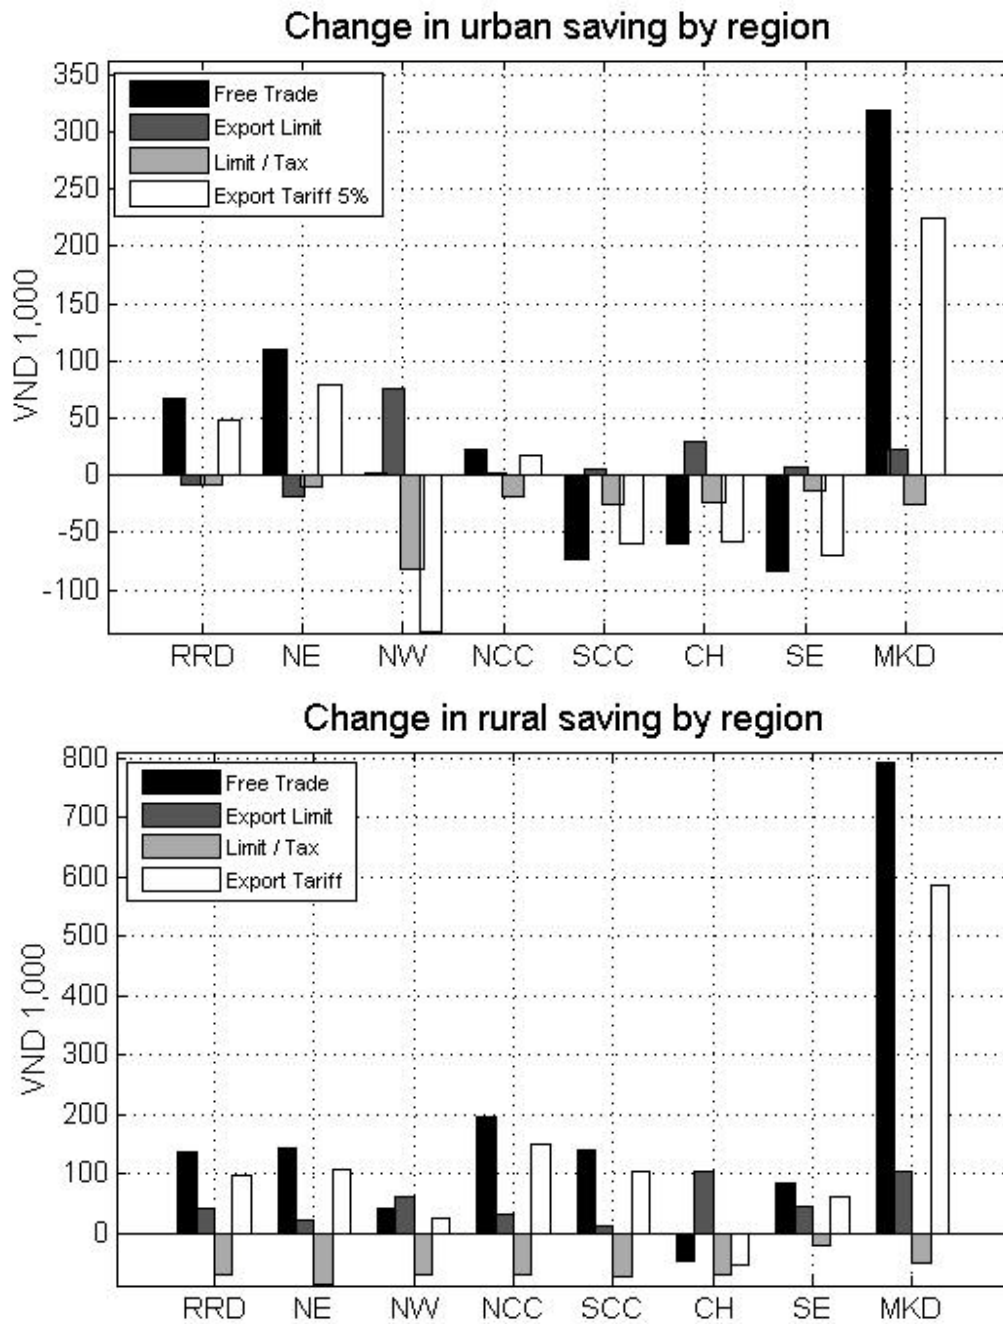 Change in urban saving by region
350
300
250
200
150
100
50
0
-50
-100
VND 1,000
Free Trade
Export Limit
Limit / Tax
Export Tariff 5%
RRD NE NW NCC SCC CH SE MKD
Change in rural saving by region
800
700
600
500
400
300
200
100
0
VND 1,000
Free Trade
Export Limit
Limit / Tax
Export Tariff
RRD NE NW NCC SCC CH SE MKD